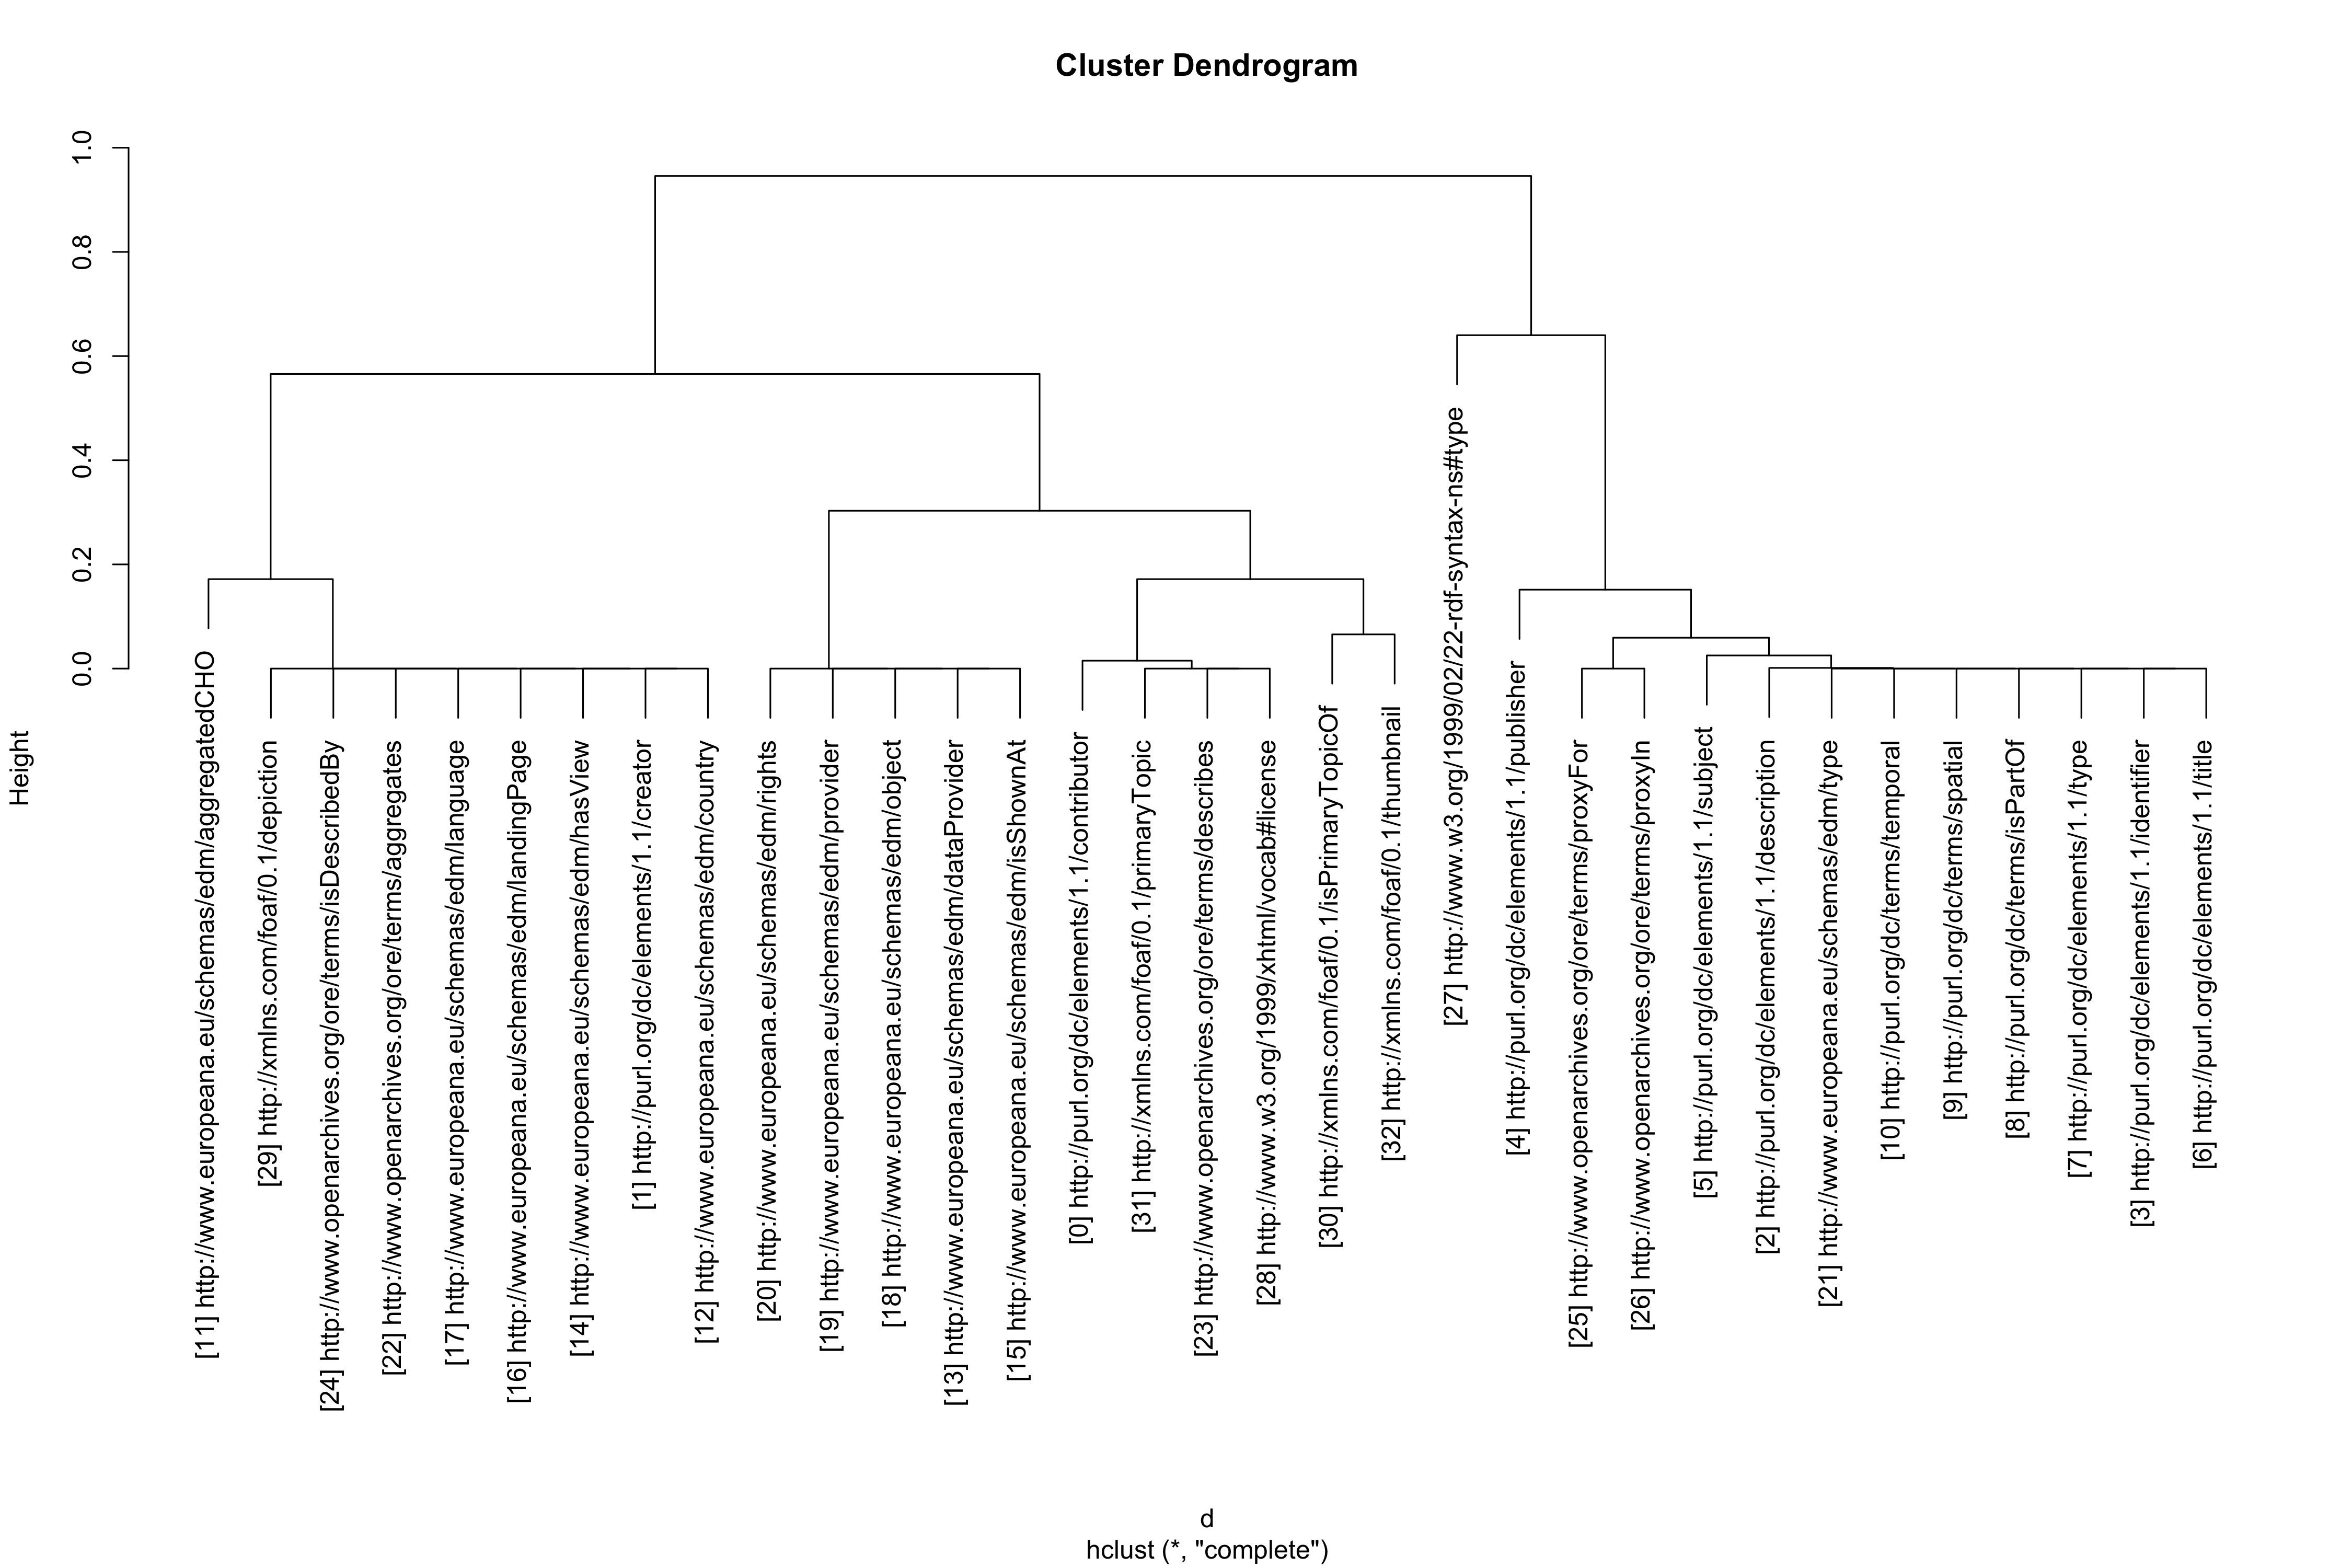 Cluster Dendrogram
1.0
0.8
0.6
0.4
0.2
0.0
Height
[11] http://www.europeana.eu/schemas/edm/aggregatedCHO
[29] http://xmlns.com/foaf/0.1/depiction
[24] http://www.openarchives.org/ore/terms/isDescribedBy
[22] http://www.openarchives.org/ore/terms/aggregates
[17] http://www.europeana.eu/schemas/edm/language
[16] http://www.europeana.eu/schemas/edm/landingPage
[14] http://www.europeana.eu/schemas/edm/hasView
[1] http://purl.org/dc/elements/1.1/creator
[12] http://www.europeana.eu/schemas/edm/country
[20] http://www.europeana.eu/schemas/edm/rights
[19] http://www.europeana.eu/schemas/edm/provider
[18] http://www.europeana.eu/schemas/edm/object
[13] http://www.europeana.eu/schemas/edm/dataProvider
[15] http://www.europeana.eu/schemas/edm/isShownAt
[0] http://purl.org/dc/elements/1.1/contributor
[31] http://xmlns.com/foaf/0.1/primaryTopic
[23] http://www.openarchives.org/ore/terms/describes
[28] http://www.w3.org/1999/xhtml/vocab#license
[30] http://xmlns.com/foaf/0.1/isPrimaryTopicOf
[32] http://xmlns.com/foaf/0.1/thumbnail
[27] http://www.w3.org/1999/02/22-rdf-syntax-ns#type
[4] http://purl.org/dc/elements/1.1/publisher
[25] http://www.openarchives.org/ore/terms/proxyFor
[26] http://www.openarchives.org/ore/terms/proxyIn
[5] http://purl.org/dc/elements/1.1/subject
[2] http://purl.org/dc/elements/1.1/description
[21] http://www.europeana.eu/schemas/edm/type
[10] http://purl.org/dc/terms/temporal
[9] http://purl.org/dc/terms/spatial
[8] http://purl.org/dc/terms/isPartOf
[7] http://purl.org/dc/elements/1.1/type
[3] http://purl.org/dc/elements/1.1/identifier
[6] http://purl.org/dc/elements/1.1/title
d
hclust (*, "complete")